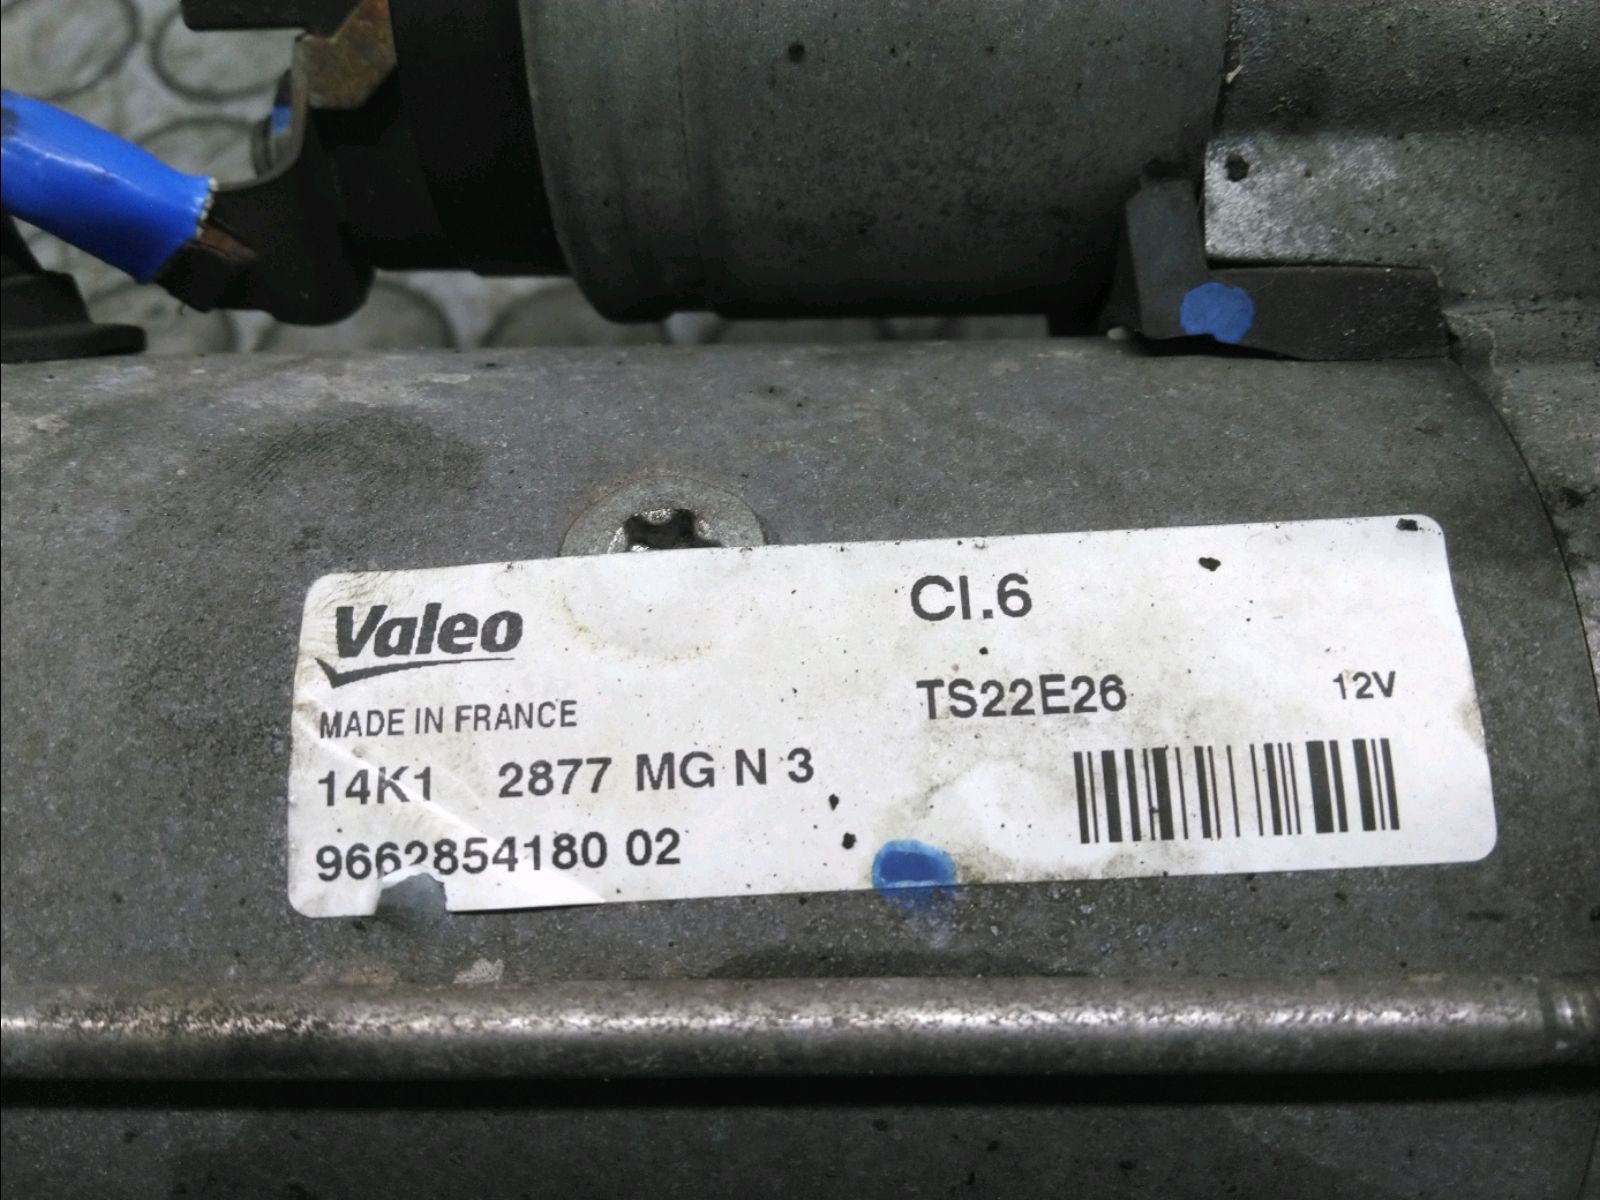 Valeo
MADE IN FRANCE
14K1 2877 MG N 3
9662854180 02
Cl.6
TS22E26 12V